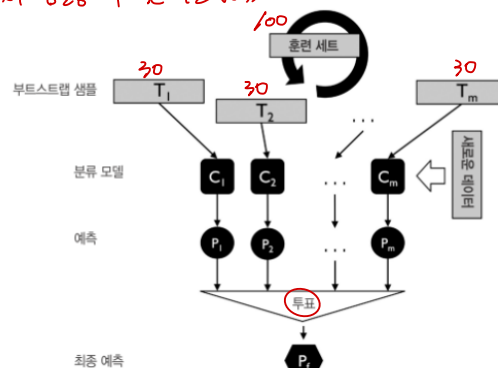 100
훈련 세트
30
30
30
부트스트랩 샘플
T1
T2
Tm
...
분류 모델
C1
C2
...
Cm
새로운 데이터
예측
P1
P2
...
Pm
투표
최종 예측
Pf